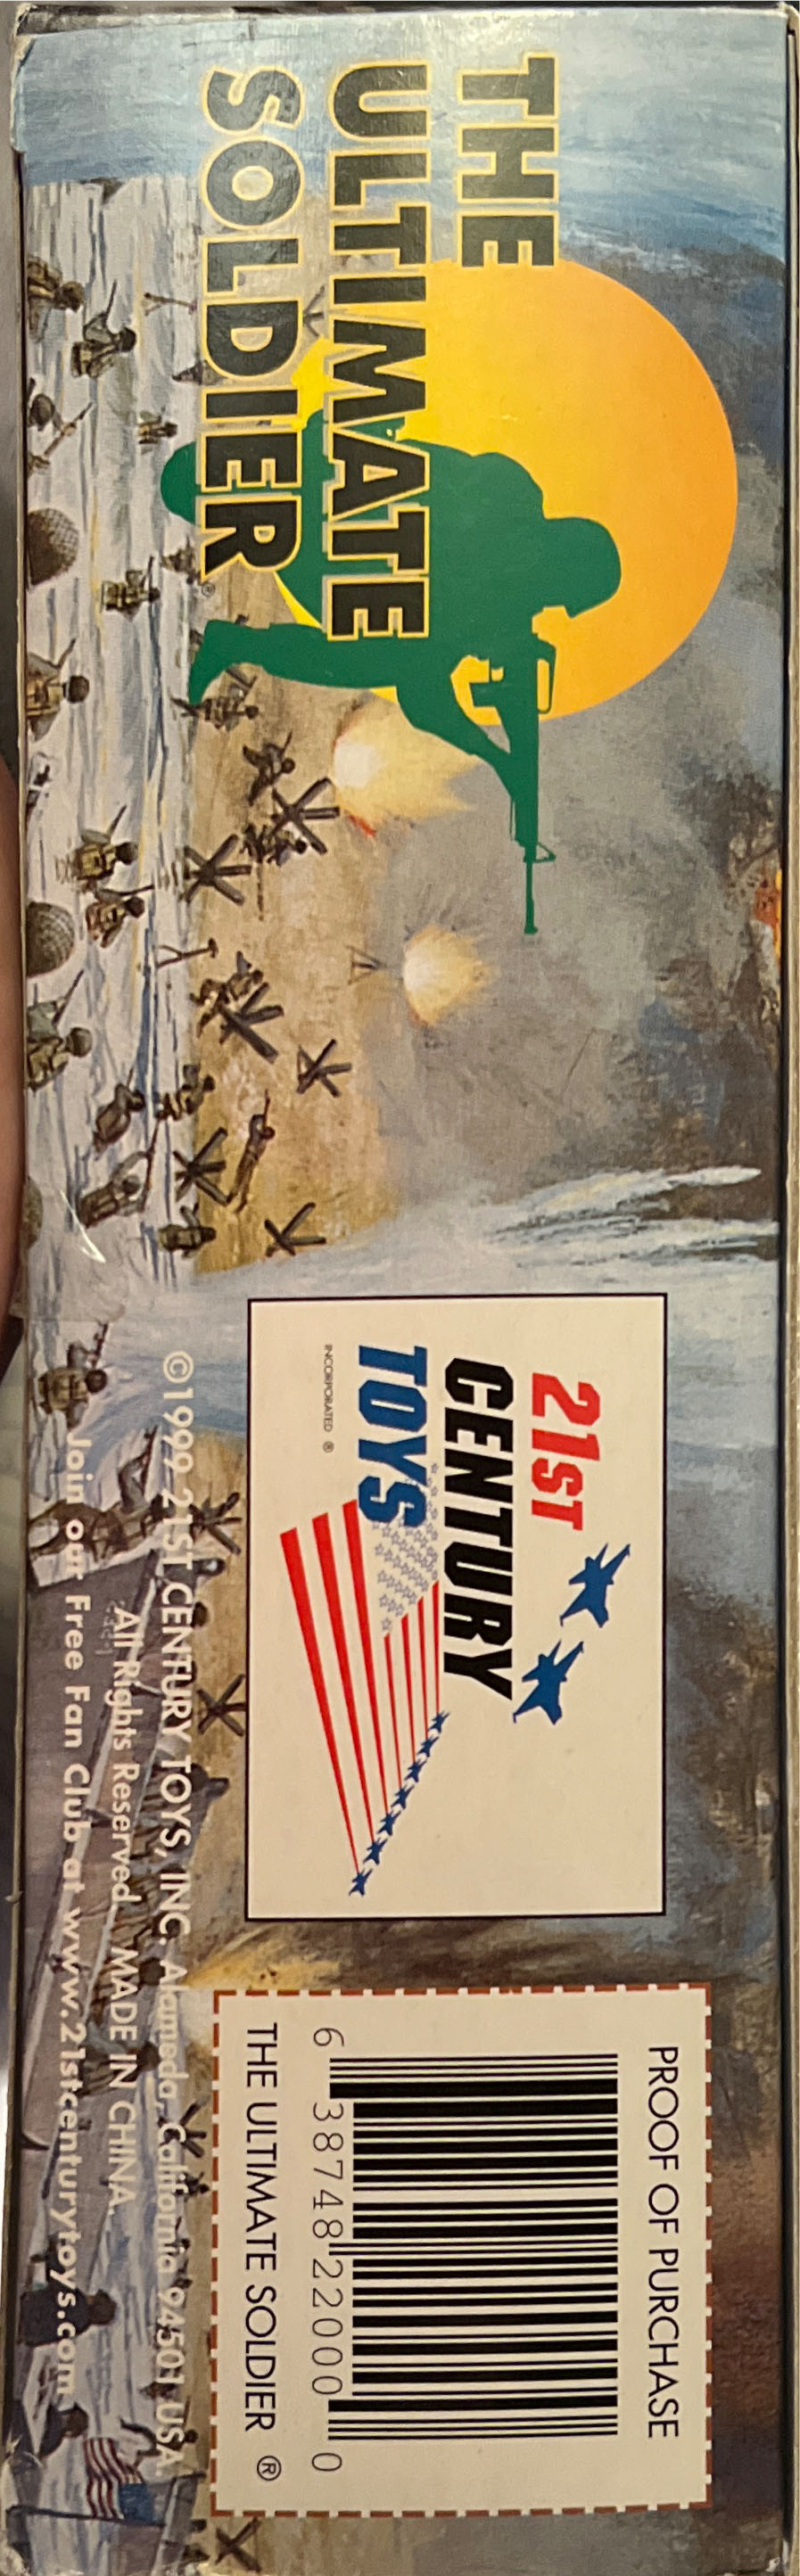 THE
ULTIMATE
SOLDIER®
21ST
CENTURY
TOYS
INCORPORATED ®
©1999 21ST CENTURY TOYS, INC. Alameda, California 94501 USA
All Rights Reserved. MADE IN CHINA.
Join our Free Fan Club at www.21stcenturytoys.com
PROOF OF PURCHASE
6 38748 22000 0
THE ULTIMATE SOLDIER ®